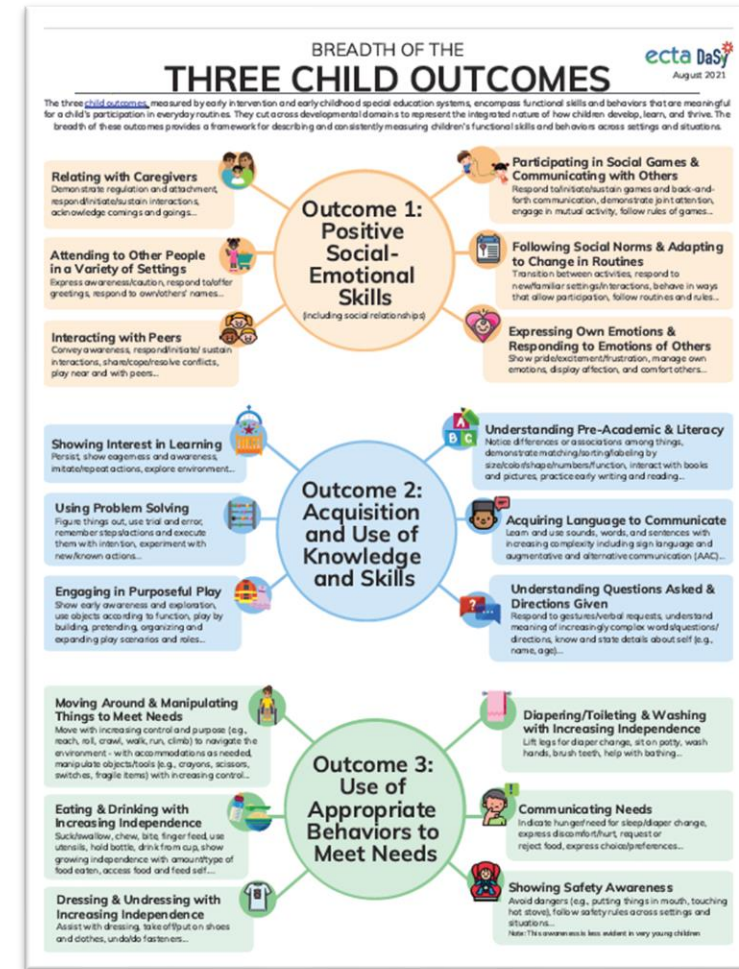 BREADTH OF THE
THREE CHILD OUTCOMES
ecta DaSy
August 2021
The three child outcomes, measured by early intervention and early childhood special education systems, encompass functional skills and behaviors that are meaningful
for a child's participation in everyday routines. They cut across developmental domains to represent the integrated nature of how children develop, learn, and thrive. The
breadth of these outcomes provides a framework for describing and consistently measuring children's functional skills and behaviors across settings and situations.
Outcome 1:
Positive
Social-
Emotional
Skills
(including social relationships)
Relating with Caregivers
Demonstrate regulation and attachment,
respond/initiate/sustain interactions,
acknowledge comings and goings...
Attending to Other People
in a Variety of Settings
Express awareness/caution, respond to/offer
greetings, respond to own/others' names...
Interacting with Peers
Convey awareness, respond/initiate/ sustain
interactions, share/cope/resolve conflicts,
play near and with peers...
Participating in Social Games &
Communicating with Others
Respond to/initiate/sustain games and back-and-
forth communication, demonstrate joint attention,
engage in mutual activity, follow rules of games...
Following Social Norms & Adapting
to Change in Routines
Transition between activities, respond to
new/familiar settings/interactions, behave in ways
that allow participation, follow routines and rules...
Expressing Own Emotions &
Responding to Emotions of Others
Show pride/excitement/frustration, manage own
emotions, display affection, and comfort others...
Outcome 2:
Acquisition
and Use of
Knowledge
and Skills
Showing Interest in Learning
Persist, show eagerness and awareness,
imitate/repeat actions, explore environment...
Using Problem Solving
Figure things out, use trial and error,
remember steps/actions and execute
them with intention, experiment with
new/known actions...
Engaging in Purposeful Play
Show early awareness and exploration,
use objects according to function, play by
building, pretending, organizing and
expanding play scenarios and roles...
A
B C
Understanding Pre-Academic & Literacy
Notice differences or associations among things,
demonstrate matching/sorting/labeling by
size/color/shape/numbers/function, interact with books
and pictures, practice early writing and reading...
Acquiring Language to Communicate
Learn and use sounds, words, and sentences with
increasing complexity including sign language and
augmentative and alternative communication (AAC)...
?
Understanding Questions Asked &
Directions Given
Respond to gestures/verbal requests, understand
meaning of increasingly complex words/questions/
directions, know and state details about self (e.g.,
name, age)...
Outcome 3:
Use of
Appropriate
Behaviors to
Meet Needs
Moving Around & Manipulating
Things to Meet Needs
Move with increasing control and purpose (e.g.,
reach, roll, crawl, walk, run, climb) to navigate the
environment - with accommodations as needed,
manipulate objects/tools (e.g., crayons, scissors,
switches, fragile items) with increasing control...
Eating & Drinking with
Increasing Independence
Suck/swallow, chew, bite, finger feed, use
utensils, hold bottle, drink from cup, show
growing independence with amount/type of
food eaten, access food and feed self....
Dressing & Undressing with
Increasing Independence
Assist with dressing, take off/put on shoes
and clothes, undo/do fasteners...
8
Diapering/Toileting & Washing
with Increasing Independence
Lift legs for diaper change, sit on potty, wash
hands, brush teeth, help with bathing...
!
Communicating Needs
Indicate hunger/need for sleep/diaper change,
express discomfort/hurt, request or
reject food, express choice/preferences...
Showing Safety Awareness
Avoid dangers (e.g., putting things in mouth, touching
hot stove), follow safety rules across settings and
situations...
Note: This awareness is less evident in very young children